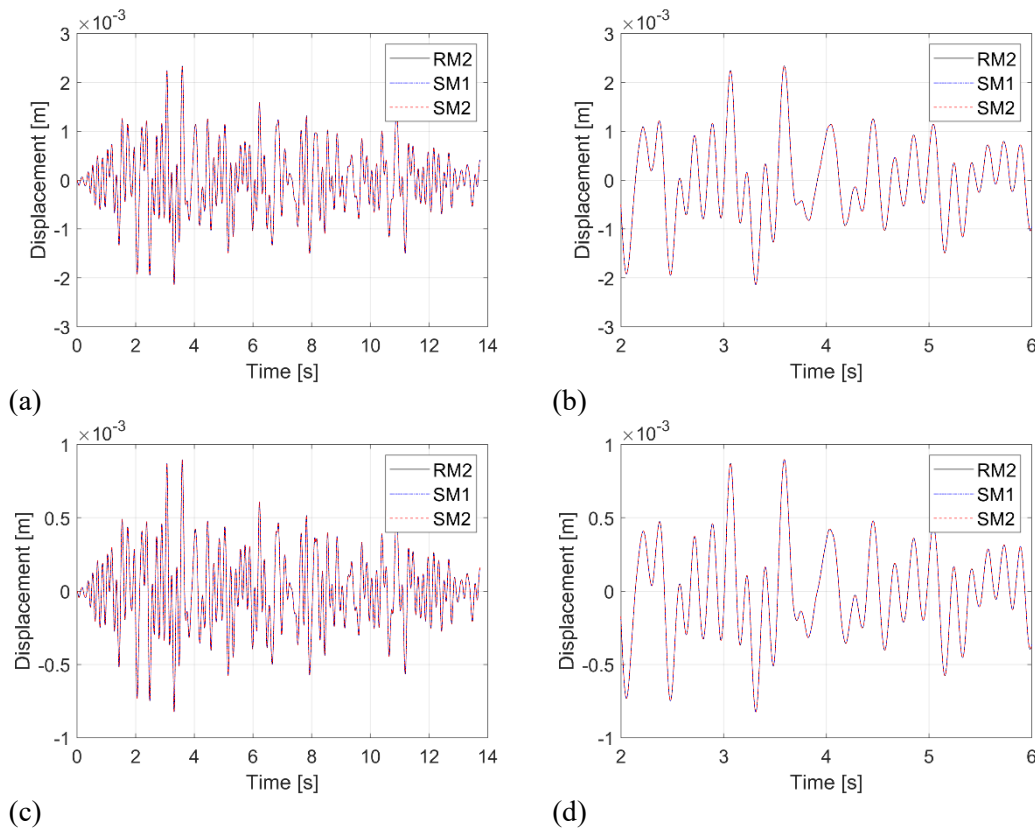 ×10⁻³
3
2
1
0
-1
-2
-3
Displacement [m]
RM2
SM1
SM2
0 2 4 6 8 10 12 14
Time [s]
(a)
×10⁻³
3
2
1
0
-1
-2
-3
Displacement [m]
RM2
SM1
SM2
2 3 4 5 6
Time [s]
(b)
×10⁻³
1
0.5
0
-0.5
-1
Displacement [m]
RM2
SM1
SM2
0 2 4 6 8 10 12 14
Time [s]
(c)
×10⁻³
1
0.5
0
-0.5
-1
Displacement [m]
RM2
SM1
SM2
2 3 4 5 6
Time [s]
(d)